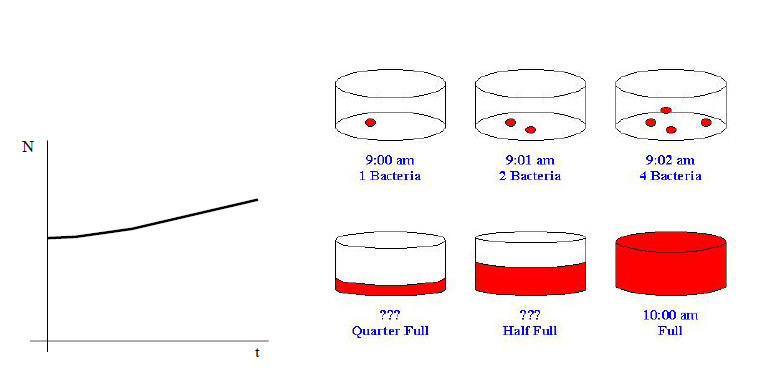 N
t
9:00 am
1 Bacteria
9:01 am
2 Bacteria
9:02 am
4 Bacteria
???
Quarter Full
???
Half Full
10:00 am
Full